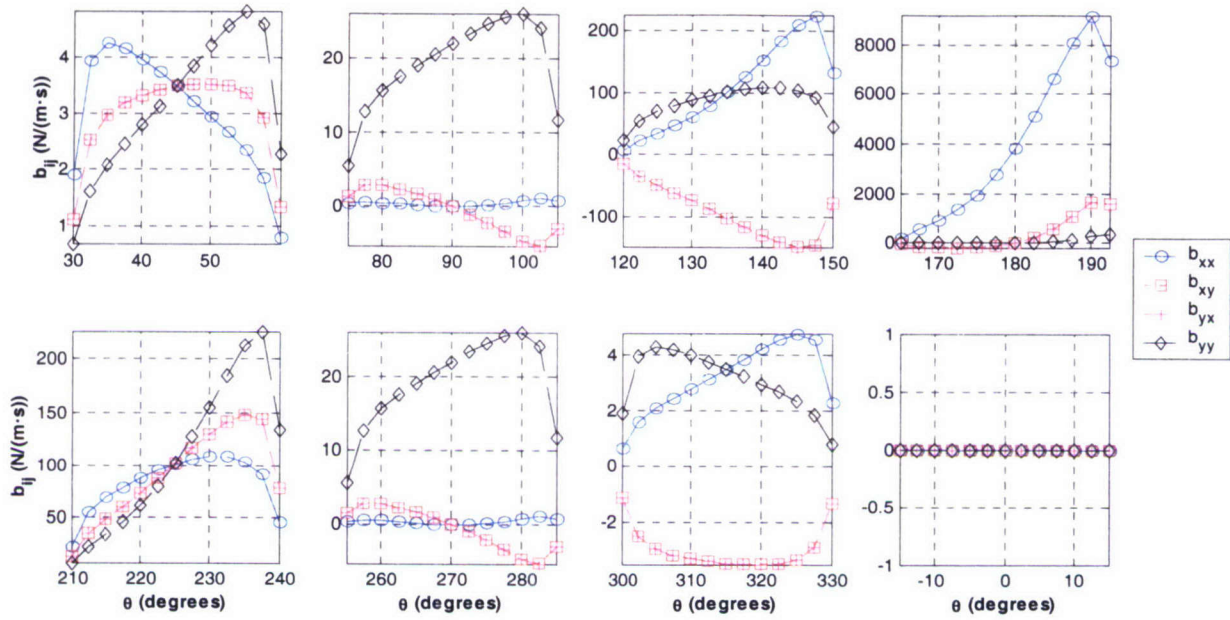 b_ij (N/(m·s))
4
3
2
1
30 40 50
20
10
0
80 90 100
200
100
0
-100
120 130 140 150
8000
6000
4000
2000
0
170 180 190
b_xx
b_xy
b_yx
b_yy
b_ij (N/(m·s))
200
150
100
50
210 220 230 240
θ (degrees)
20
10
0
260 270 280
θ (degrees)
4
2
0
-2
300 310 320 330
θ (degrees)
1
0.5
0
-0.5
-1
-10 0 10
θ (degrees)